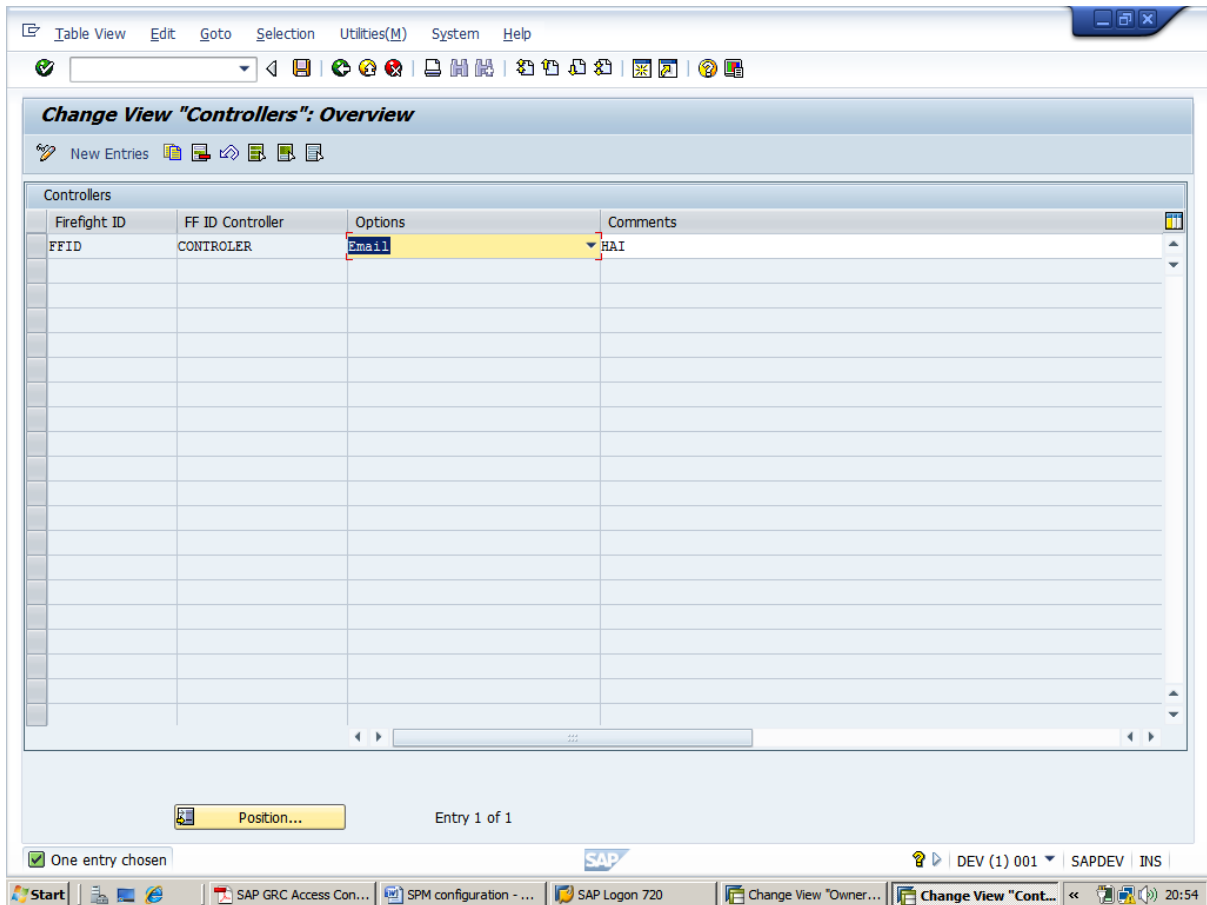 Table View Edit Goto Selection Utilities(M) System Help
Change View "Controllers": Overview
New Entries
Controllers
Firefight ID FF ID Controller Options Comments
FFID CONTROLER Email HAI
Position... Entry 1 of 1
One entry chosen SAP DEV (1) 001 SAPDEV INS
Start SAP GRC Access Con... SPM configuration - ... SAP Logon 720 Change View "Owner... Change View "Cont... « 20:54